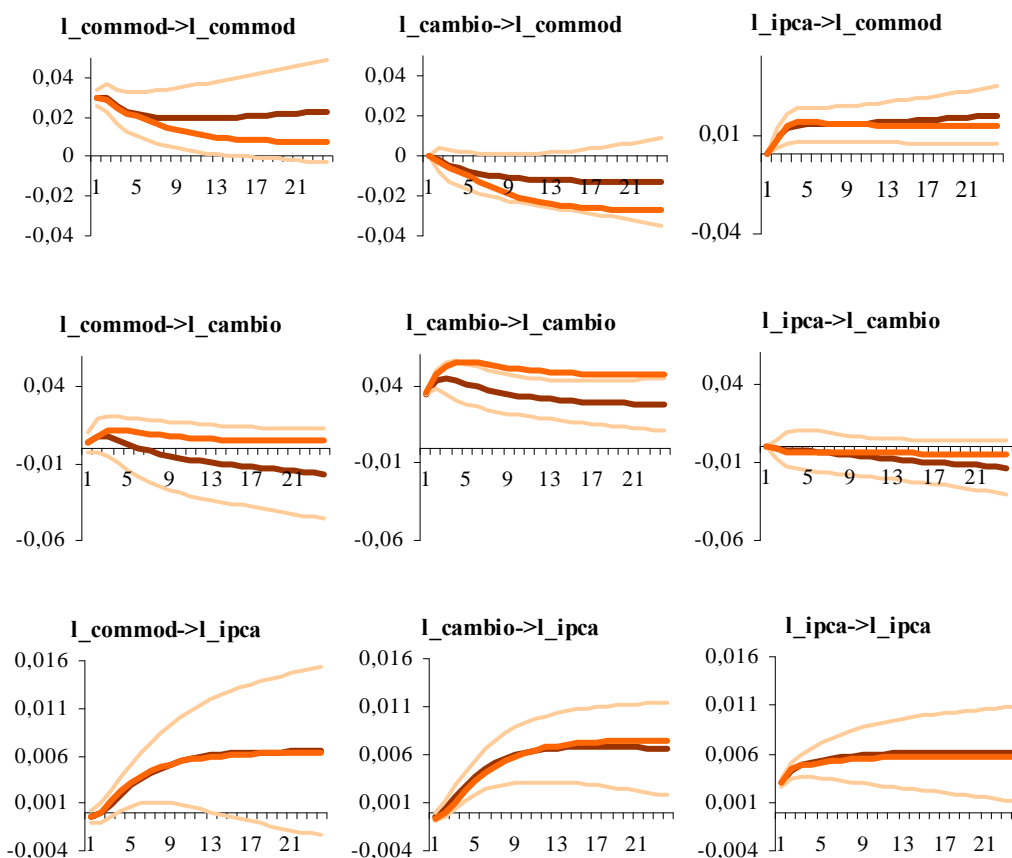 l_commod->l_commod
0,04
0,02
0
-0,02
-0,04
1 5 9 13 17 21
l_cambio->l_commod
0,04
0,02
0
-0,02
-0,04
1 5 9 13 17 21
l_ipca->l_commod
0,01
-0,04
1 5 9 13 17 21
l_commod->l_cambio
0,04
-0,01
-0,06
1 5 9 13 17 21
l_cambio->l_cambio
0,04
-0,01
-0,06
1 5 9 13 17 21
l_ipca->l_cambio
0,04
-0,01
-0,06
1 5 9 13 17 21
l_commod->l_ipca
0,016
0,011
0,006
0,001
-0,004
1 5 9 13 17 21
l_cambio->l_ipca
0,016
0,011
0,006
0,001
-0,004
1 5 9 13 17 21
l_ipca->l_ipca
0,016
0,011
0,006
0,001
-0,004
1 5 9 13 17 21